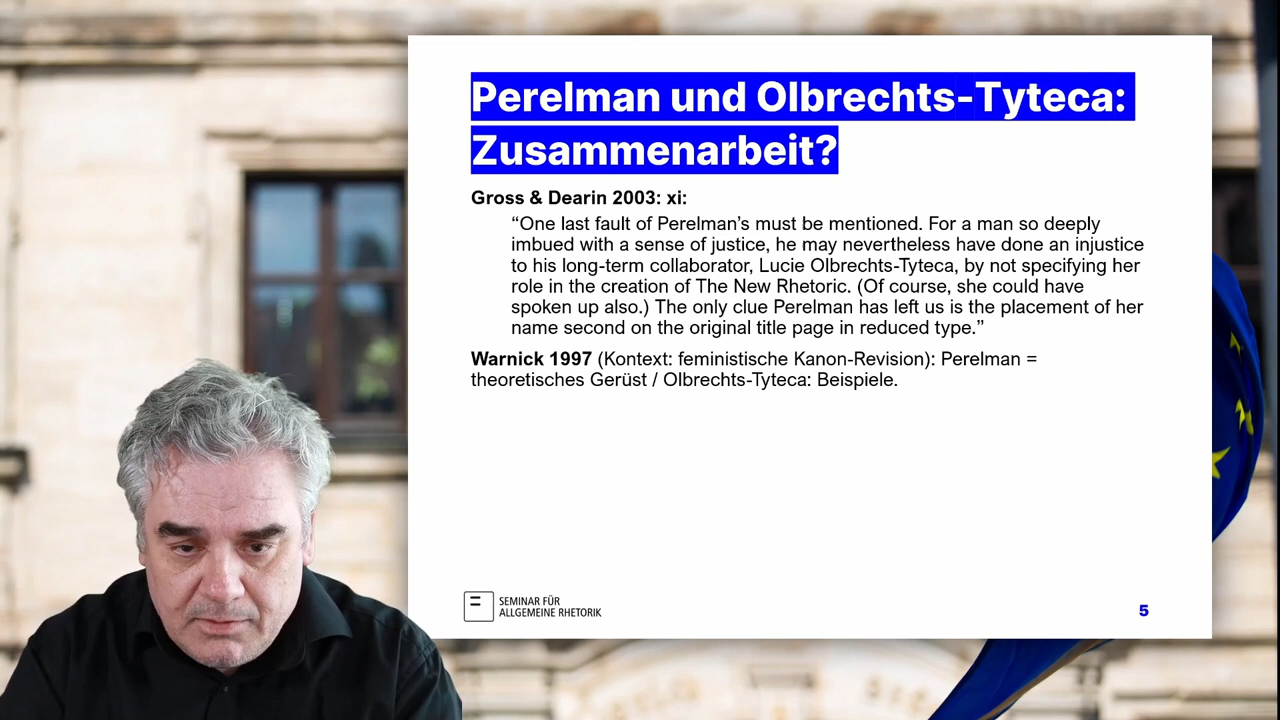 Perelman und Olbrechts-Tyteca:
Zusammenarbeit?
Gross & Dearin 2003: xi:
“One last fault of Perelman’s must be mentioned. For a man so deeply
imbued with a sense of justice, he may nevertheless have done an injustice
to his long-term collaborator, Lucie Olbrechts-Tyteca, by not specifying her
role in the creation of The New Rhetoric. (Of course, she could have
spoken up also.) The only clue Perelman has left us is the placement of her
name second on the original title page in reduced type.”
Warnick 1997 (Kontext: feministische Kanon-Revision): Perelman =
theoretisches Gerüst / Olbrechts-Tyteca: Beispiele.
SEMINAR FÜR
ALLGEMEINE RHETORIK
5